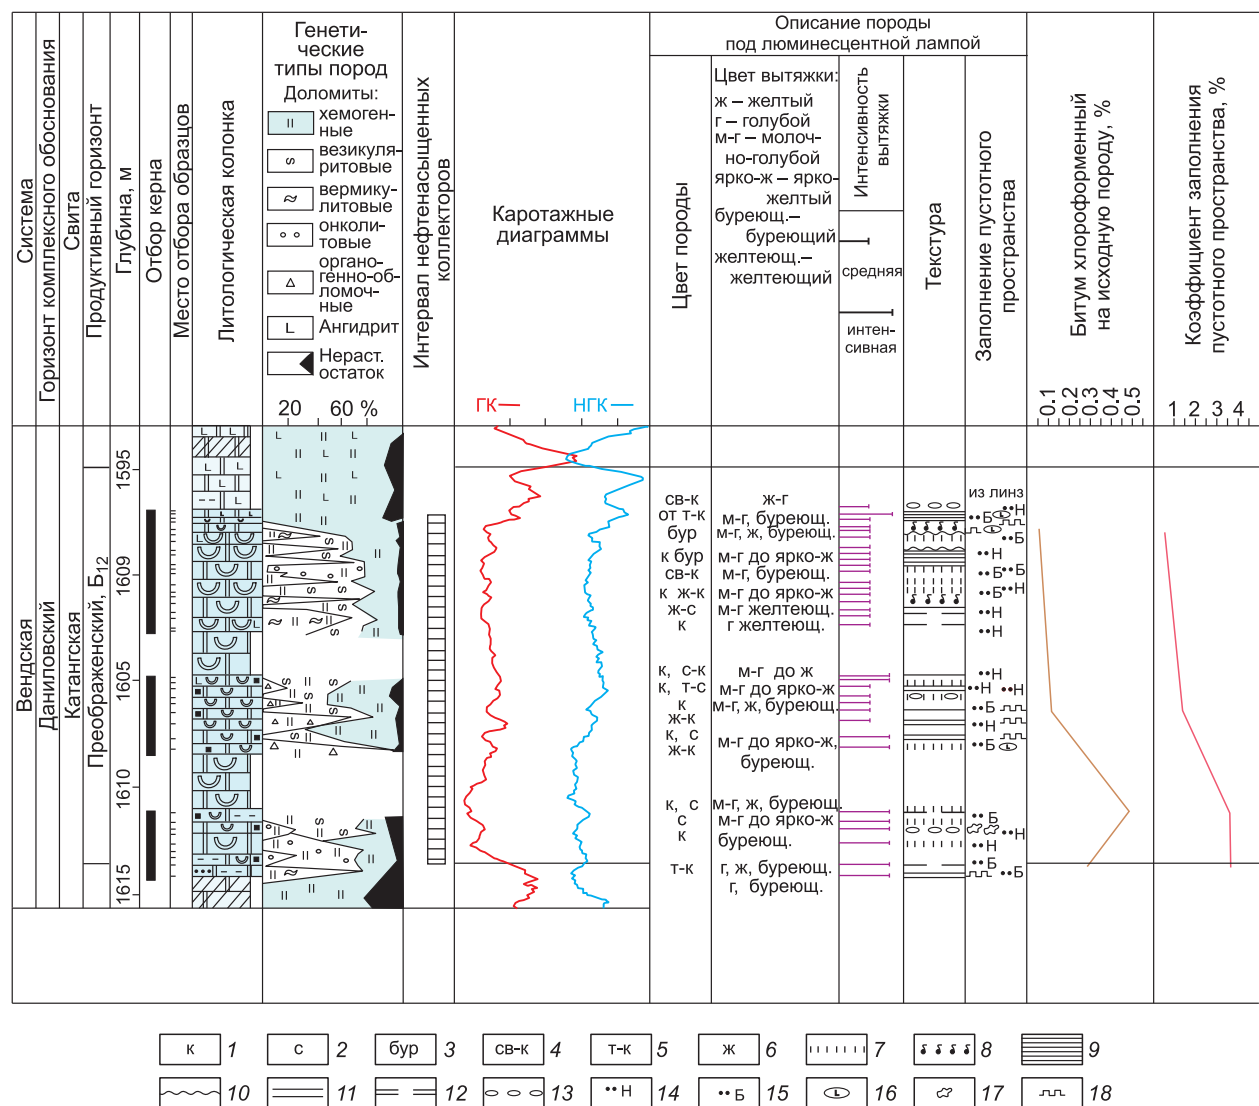 Система
Горизонт комплексного обоснования
Свита
Продуктивный горизонт
Глубина, м
Отбор керна
Место отбора образцов
Литологическая колонка
Генети-
ческие
типы пород
Доломиты:
хемоген-
ные
везикуля-
ритовые
вермику-
литовые
онколи-
товые
органо-
генно-об-
ломоч-
ные
Ангидрит
Нераст.
остаток
20 60 %
Интервал нефтенасыщенных
коллекторов
Каротажные
диаграммы
ГК
НГК
Описание породы
под люминесцентной лампой
Цвет породы
Цвет вытяжки:
ж – желтый
г – голубой
м-г – молоч-
но-голубой
ярко-ж – ярко-
желтый
буреющ.–
буреющий
желтеющ.–
желтеющий
Интенсивность
вытяжки
средняя
интен-
сивная
Текстура
Заполнение пустотного
пространства
Битум хлороформенный
на исходную породу, %
0.1 0.2 0.3 0.4 0.5
Коэффициент заполнения
пустотного пространства, %
1 2 3 4
Вендская
Даниловский
Катангская
Преображенский, Б12
1595
1609
1605
1610
1615
из линз
св-к ж-г
от т-к м-г, буреющ.
бур м-г, ж, буреющ.
к бур м-г до ярко-ж
св-к м-г, буреющ.
к ж-к м-г до ярко-ж
ж-с м-г желтеющ.
к г желтеющ.
к, с-к м-г до ж
к, т-с м-г до ярко-ж
к м-г, ж, буреющ.
ж-к
к, с м-г до ярко-ж,
ж-к буреющ.
к, с м-г, ж, буреющ.
с м-г до ярко-ж
к буреющ.
т-к г, ж, буреющ.
г, буреющ.
Н
Б
Б
Н
Б Б
Б Н
Н
Н
Н
Н Н
Б
Н
Б
Б
Н
Н
Б
Б
к 1 с 2 бур 3 св-к 4 т-к 5 ж 6 7 8 9
10 11 12 13 Н 14 Б 15 L 16 17 18